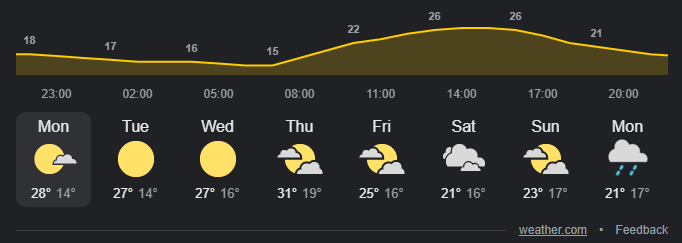 18 17 16 15 22 26 26 21
23:00 02:00 05:00 08:00 11:00 14:00 17:00 20:00
Mon Tue Wed Thu Fri Sat Sun Mon
28° 14° 27° 14° 27° 16° 31° 19° 25° 16° 21° 16° 23° 17° 21° 17°
weather.com • Feedback